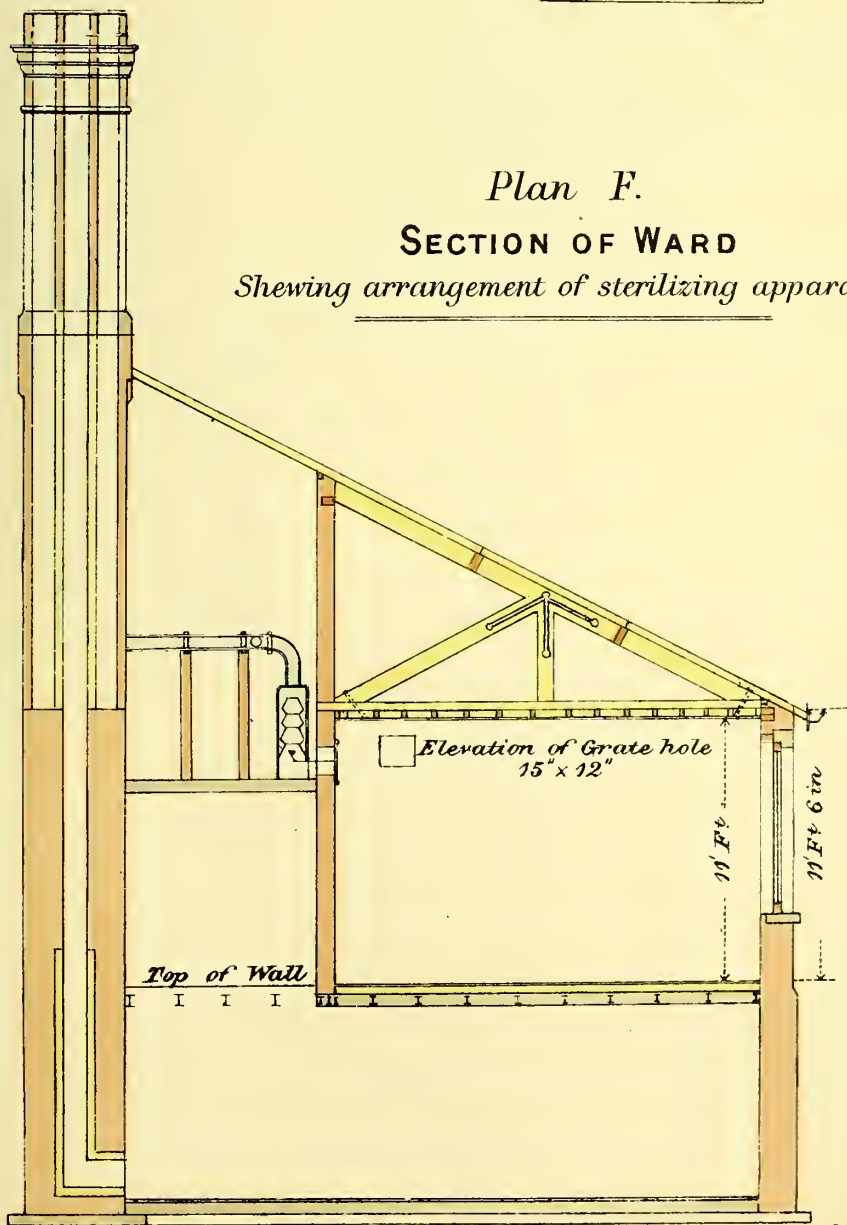 Plan F.
SECTION OF WARD
Shewing arrangement of sterilizing appara
Elevation of Grate hole
15" x 12"
11' Ft
11' Ft 6 in
Top of Wall